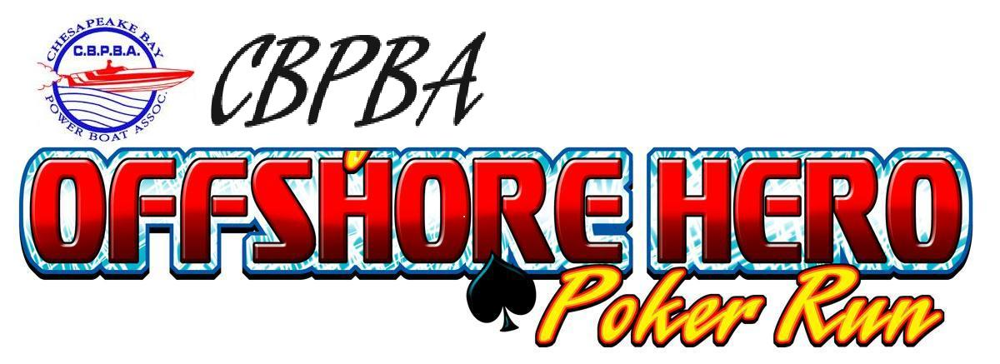 CHESAPEAKE BAY
C.B.P.B.A.
POWER BOAT ASSOC.
CBPBA
OFFSHORE HERO
Poker Run